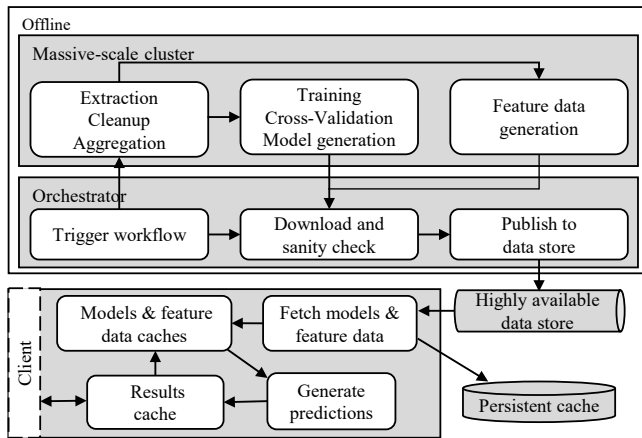 Offline
Massive-scale cluster
Extraction
Cleanup
Aggregation
Training
Cross-Validation
Model generation
Feature data
generation
Orchestrator
Trigger workflow
Download and
sanity check
Publish to
data store
Client
Models & feature
data caches
Fetch models &
feature data
Highly available
data store
Results
cache
Generate
predictions
Persistent cache